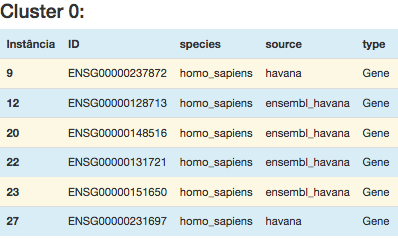 Cluster 0:
Instância ID species source type
9 ENSG00000237872 homo_sapiens havana Gene
12 ENSG00000128713 homo_sapiens ensembl_havana Gene
20 ENSG00000148516 homo_sapiens ensembl_havana Gene
22 ENSG00000131721 homo_sapiens ensembl_havana Gene
23 ENSG00000151650 homo_sapiens ensembl_havana Gene
27 ENSG00000231697 homo_sapiens havana Gene